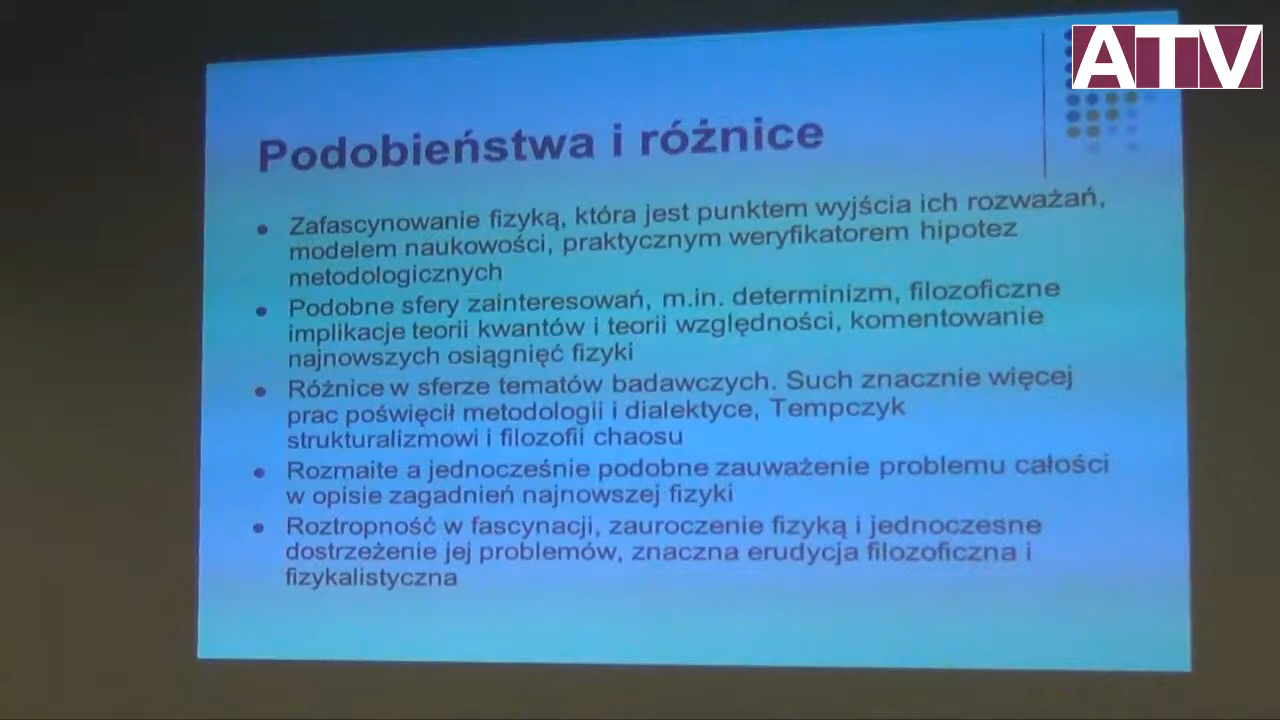 ATV
Podobieństwa i różnice
Zafascynowanie fizyką, która jest punktem wyjścia ich rozważań,
modelem naukowości, praktycznym weryfikatorem hipotez
metodologicznych
Podobne sfery zainteresowań, m.in. determinizm, filozoficzne
implikacje teorii kwantów i teorii względności, komentowanie
najnowszych osiągnięć fizyki
Różnice w sferze tematów badawczych. Such znacznie więcej
prac poświęcił metodologii i dialektyce, Tempczyk
strukturalizmowi i filozofii chaosu
Rozmaite a jednocześnie podobne zauważenie problemu całości
w opisie zagadnień najnowszej fizyki
Roztropność w fascynacji, zauroczenie fizyką i jednoczesne
dostrzeżenie jej problemów, znaczna erudycja filozoficzna i
fizykalistyczna